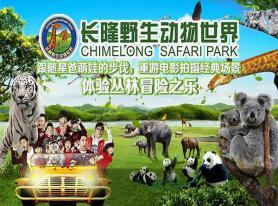 长隆野生动物世界
CHIMELONG SAFARI PARK
跟随星爸萌娃的步伐，重游电影拍摄经典场景
体验丛林冒险之乐